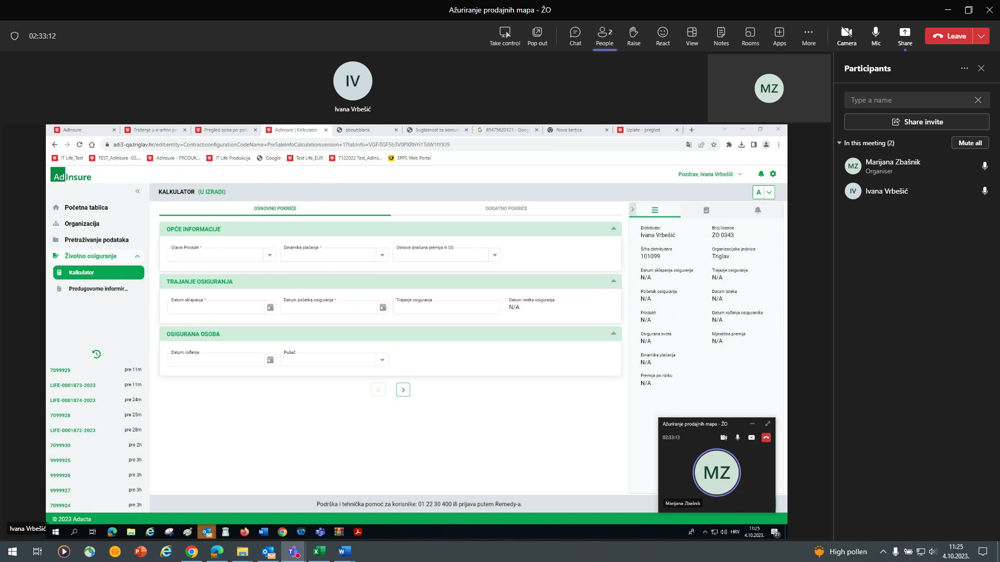 Ažuriranje prodajnih mapa - ŽO
02:33:12
Take control
Pop out
Chat
2
People
Raise
React
View
Notes
Rooms
Apps
More
Camera
Mic
Share
Leave
IV
Ivana Vrbešić
MZ
Participants
Type a name
Share invite
In this meeting (2)
Mute all
MZ
Marijana Zbašnik
Organiser
IV
Ivana Vrbešić
AdInsure
Traženje u e-arhivi po
Pregled spisa po poli
AdInsure | Kalkulator
about:blank
Suglasnost za komuni
85475620121 - Goog
Nova kartica
Uplate - pregled
adi3-qa.triglav.hr/edit:entity=Contract:configurationCodeName=PreSaleInfoCalculation:version=1?tabInfo=VGFiTGF5b3V0PXRhYi1TdW1tYXJ5
IT Life_Test
TEST_AdInsure -02....
AdInsure - PRODUK...
IT Life Produkcija
Google
Test Life_EUR
7122022 Test_AdIns...
EPPS Web Portal
AdInsure
Pozdrav, Ivana Vrbešić
KALKULATOR (U IZRADI)
A
Početna tablica
Organizacija
Pretraživanje podataka
Životno osiguranje
Kalkulator
Predugovorno informir...
OSNOVNO POKRIĆE
DODATNO POKRIĆE
OPĆE INFORMACIJE
Glavni Produkt *
Dinamika plaćanja *
Osnova izračuna premija ili OS
TRAJANJE OSIGURANJA
Datum sklapanja *
Datum početka osiguranja *
Trajanje osiguranja
Datum isteka osiguranja
N/A
OSIGURANA OSOBA
Datum rođenja
Pušač
Distributer
Ivana Vrbešić
Broj licence
ZO 0343
Šifra distributera
101099
Organizacijska jedinica
Triglav
Datum sklapanja osiguranja
N/A
Trajanje osiguranja
N/A
Početak osiguranja
N/A
Datum isteka
N/A
Produkt
N/A
Datum rođenja osiguranika
N/A
Osigurana svota
N/A
Mjesečna premija
N/A
Dinamika plaćanja
N/A
Premija po riziku
N/A
7099929 pre 11m
LIFE-0001873-2023 pre 11m
LIFE-0001874-2023 pre 24m
7099928 pre 25m
LIFE-0001872-2023 pre 28m
7099930 pre 2h
9999925 pre 3h
9999926 pre 3h
9999927 pre 3h
7099924 pre 3h
Ažuriranje prodajnih mapa - ŽO
02:33:13
MZ
Marijana Zbašnik
Podrška i tehnička pomoć za korisnike: 01 22 30 400 ili prijava putem Remedy-a.
© 2023 Adacta
Ivana Vrbešić
HRV
11:25
4.10.2023.
21
High pollen
11:25
4.10.2023.